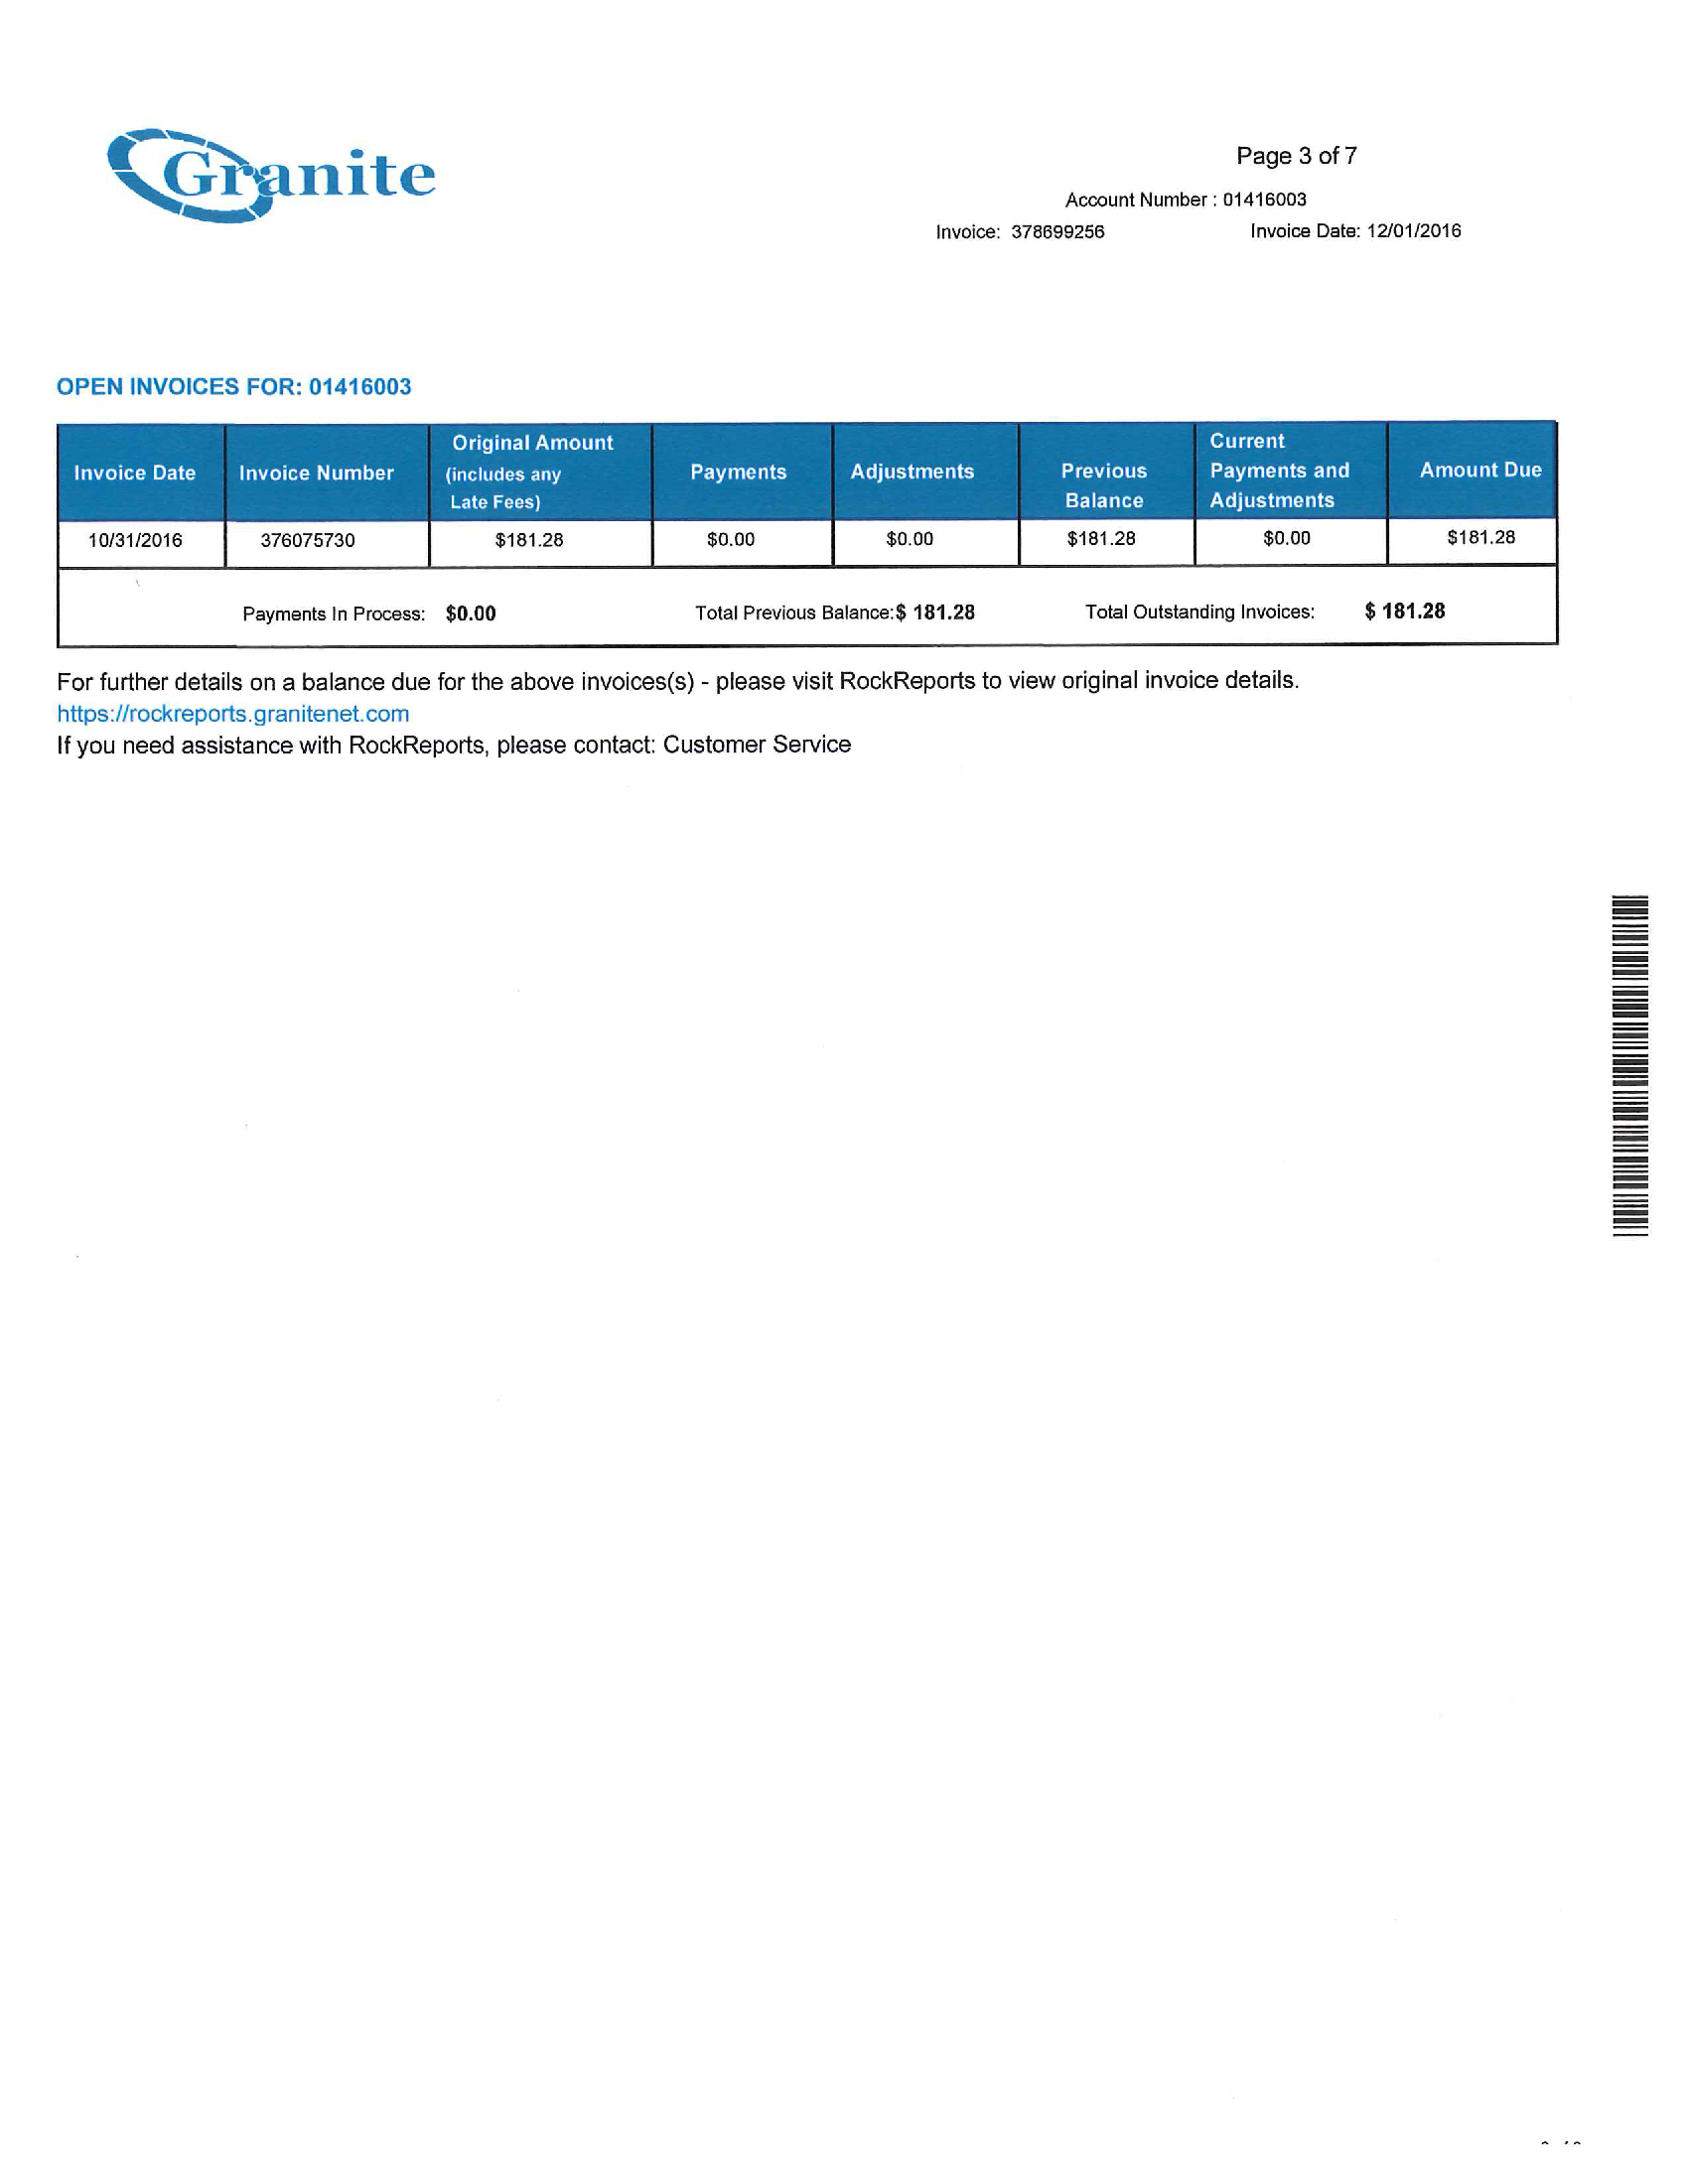 Granite
Page 3 of 7
Account Number : 01416003
Invoice: 378699256 Invoice Date: 12/01/2016
OPEN INVOICES FOR: 01416003
Invoice Date Invoice Number Original Amount (includes any Late Fees) Payments Adjustments Previous Balance Current Payments and Adjustments Amount Due
10/31/2016 376075730 $181.28 $0.00 $0.00 $181.28 $0.00 $181.28
Payments In Process: $0.00 Total Previous Balance:$ 181.28 Total Outstanding Invoices: $ 181.28
For further details on a balance due for the above invoices(s) - please visit RockReports to view original invoice details.
https://rockreports.granitenet.com
If you need assistance with RockReports, please contact: Customer Service